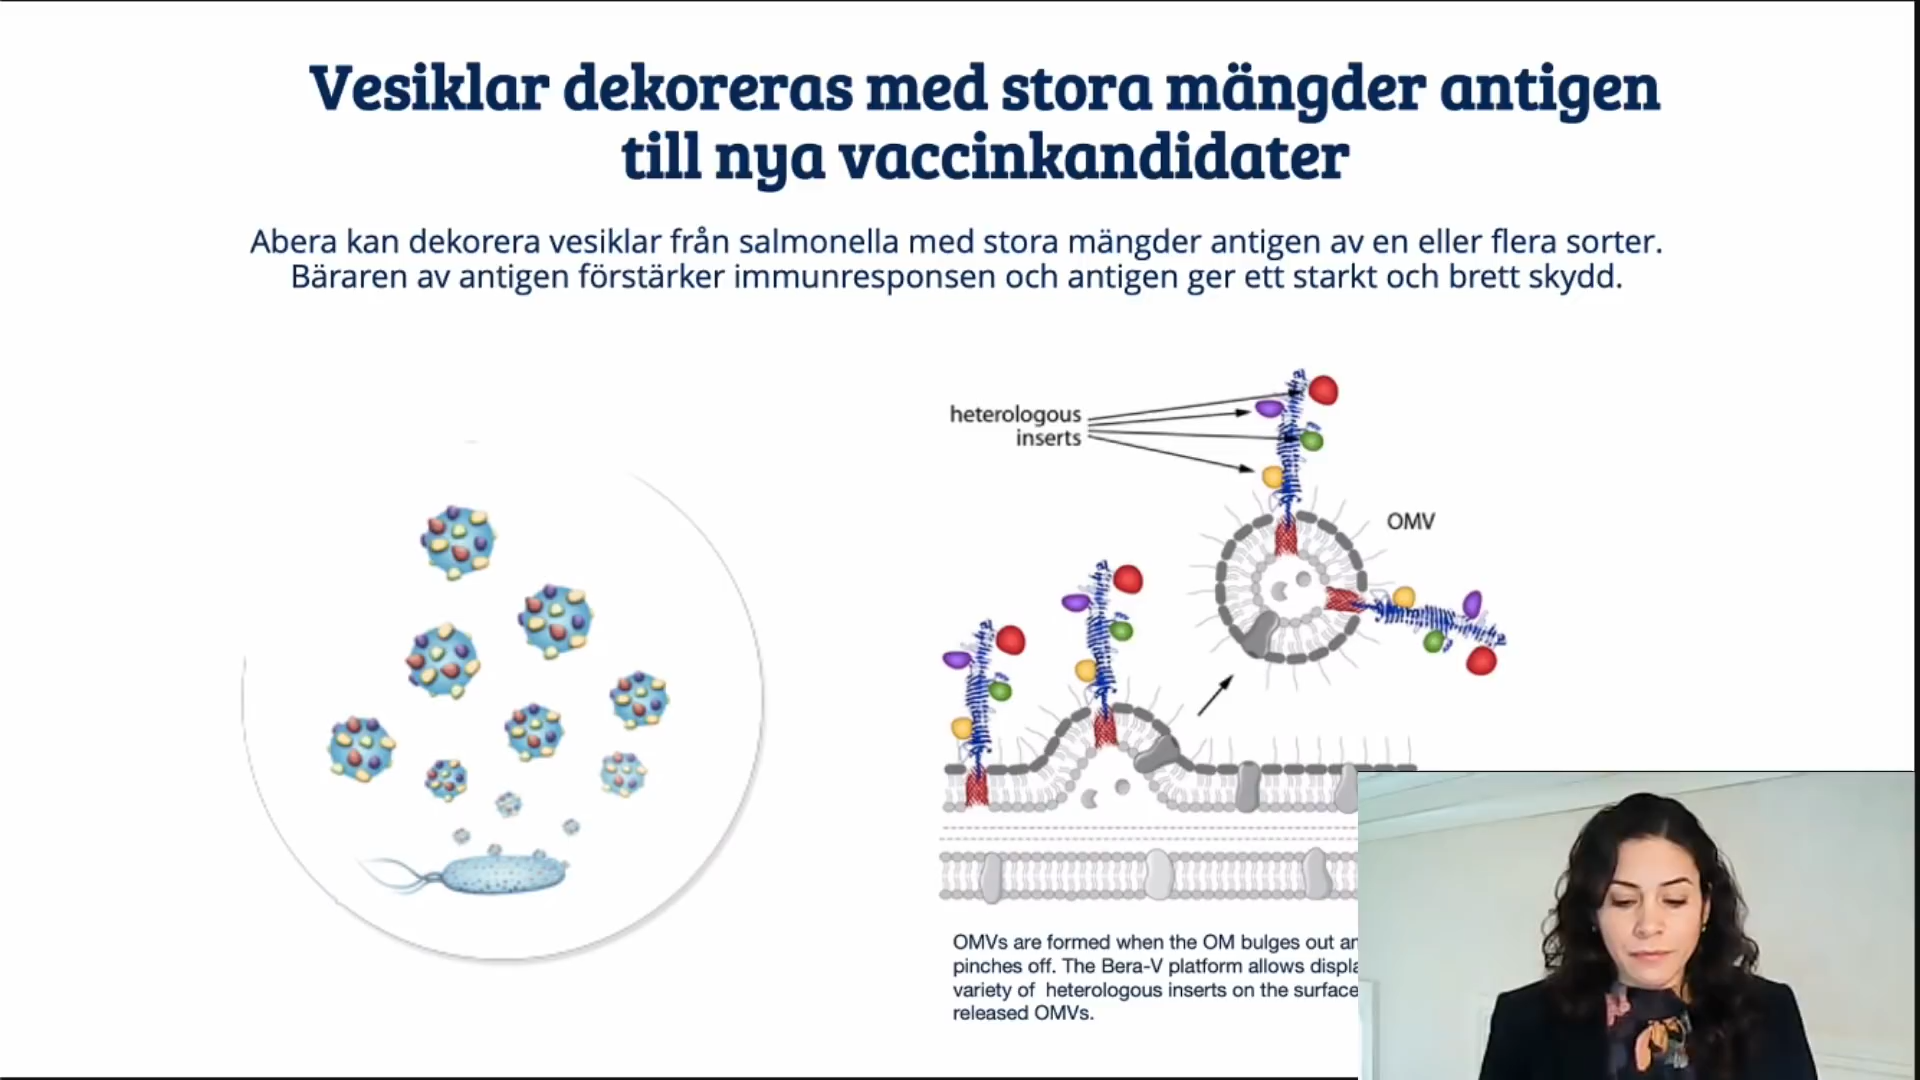 Vesiklar dekoreras med stora mängder antigen
till nya vaccinkandidater
Abera kan dekorera vesiklar från salmonella med stora mängder antigen av en eller flera sorter.
Bäraren av antigen förstärker immunresponsen och antigen ger ett starkt och brett skydd.
heterologous
inserts
OMV
OMVs are formed when the OM bulges out
pinches off. The Bera-V platform allows
variety of heterologous inserts on the surface
released OMVs.